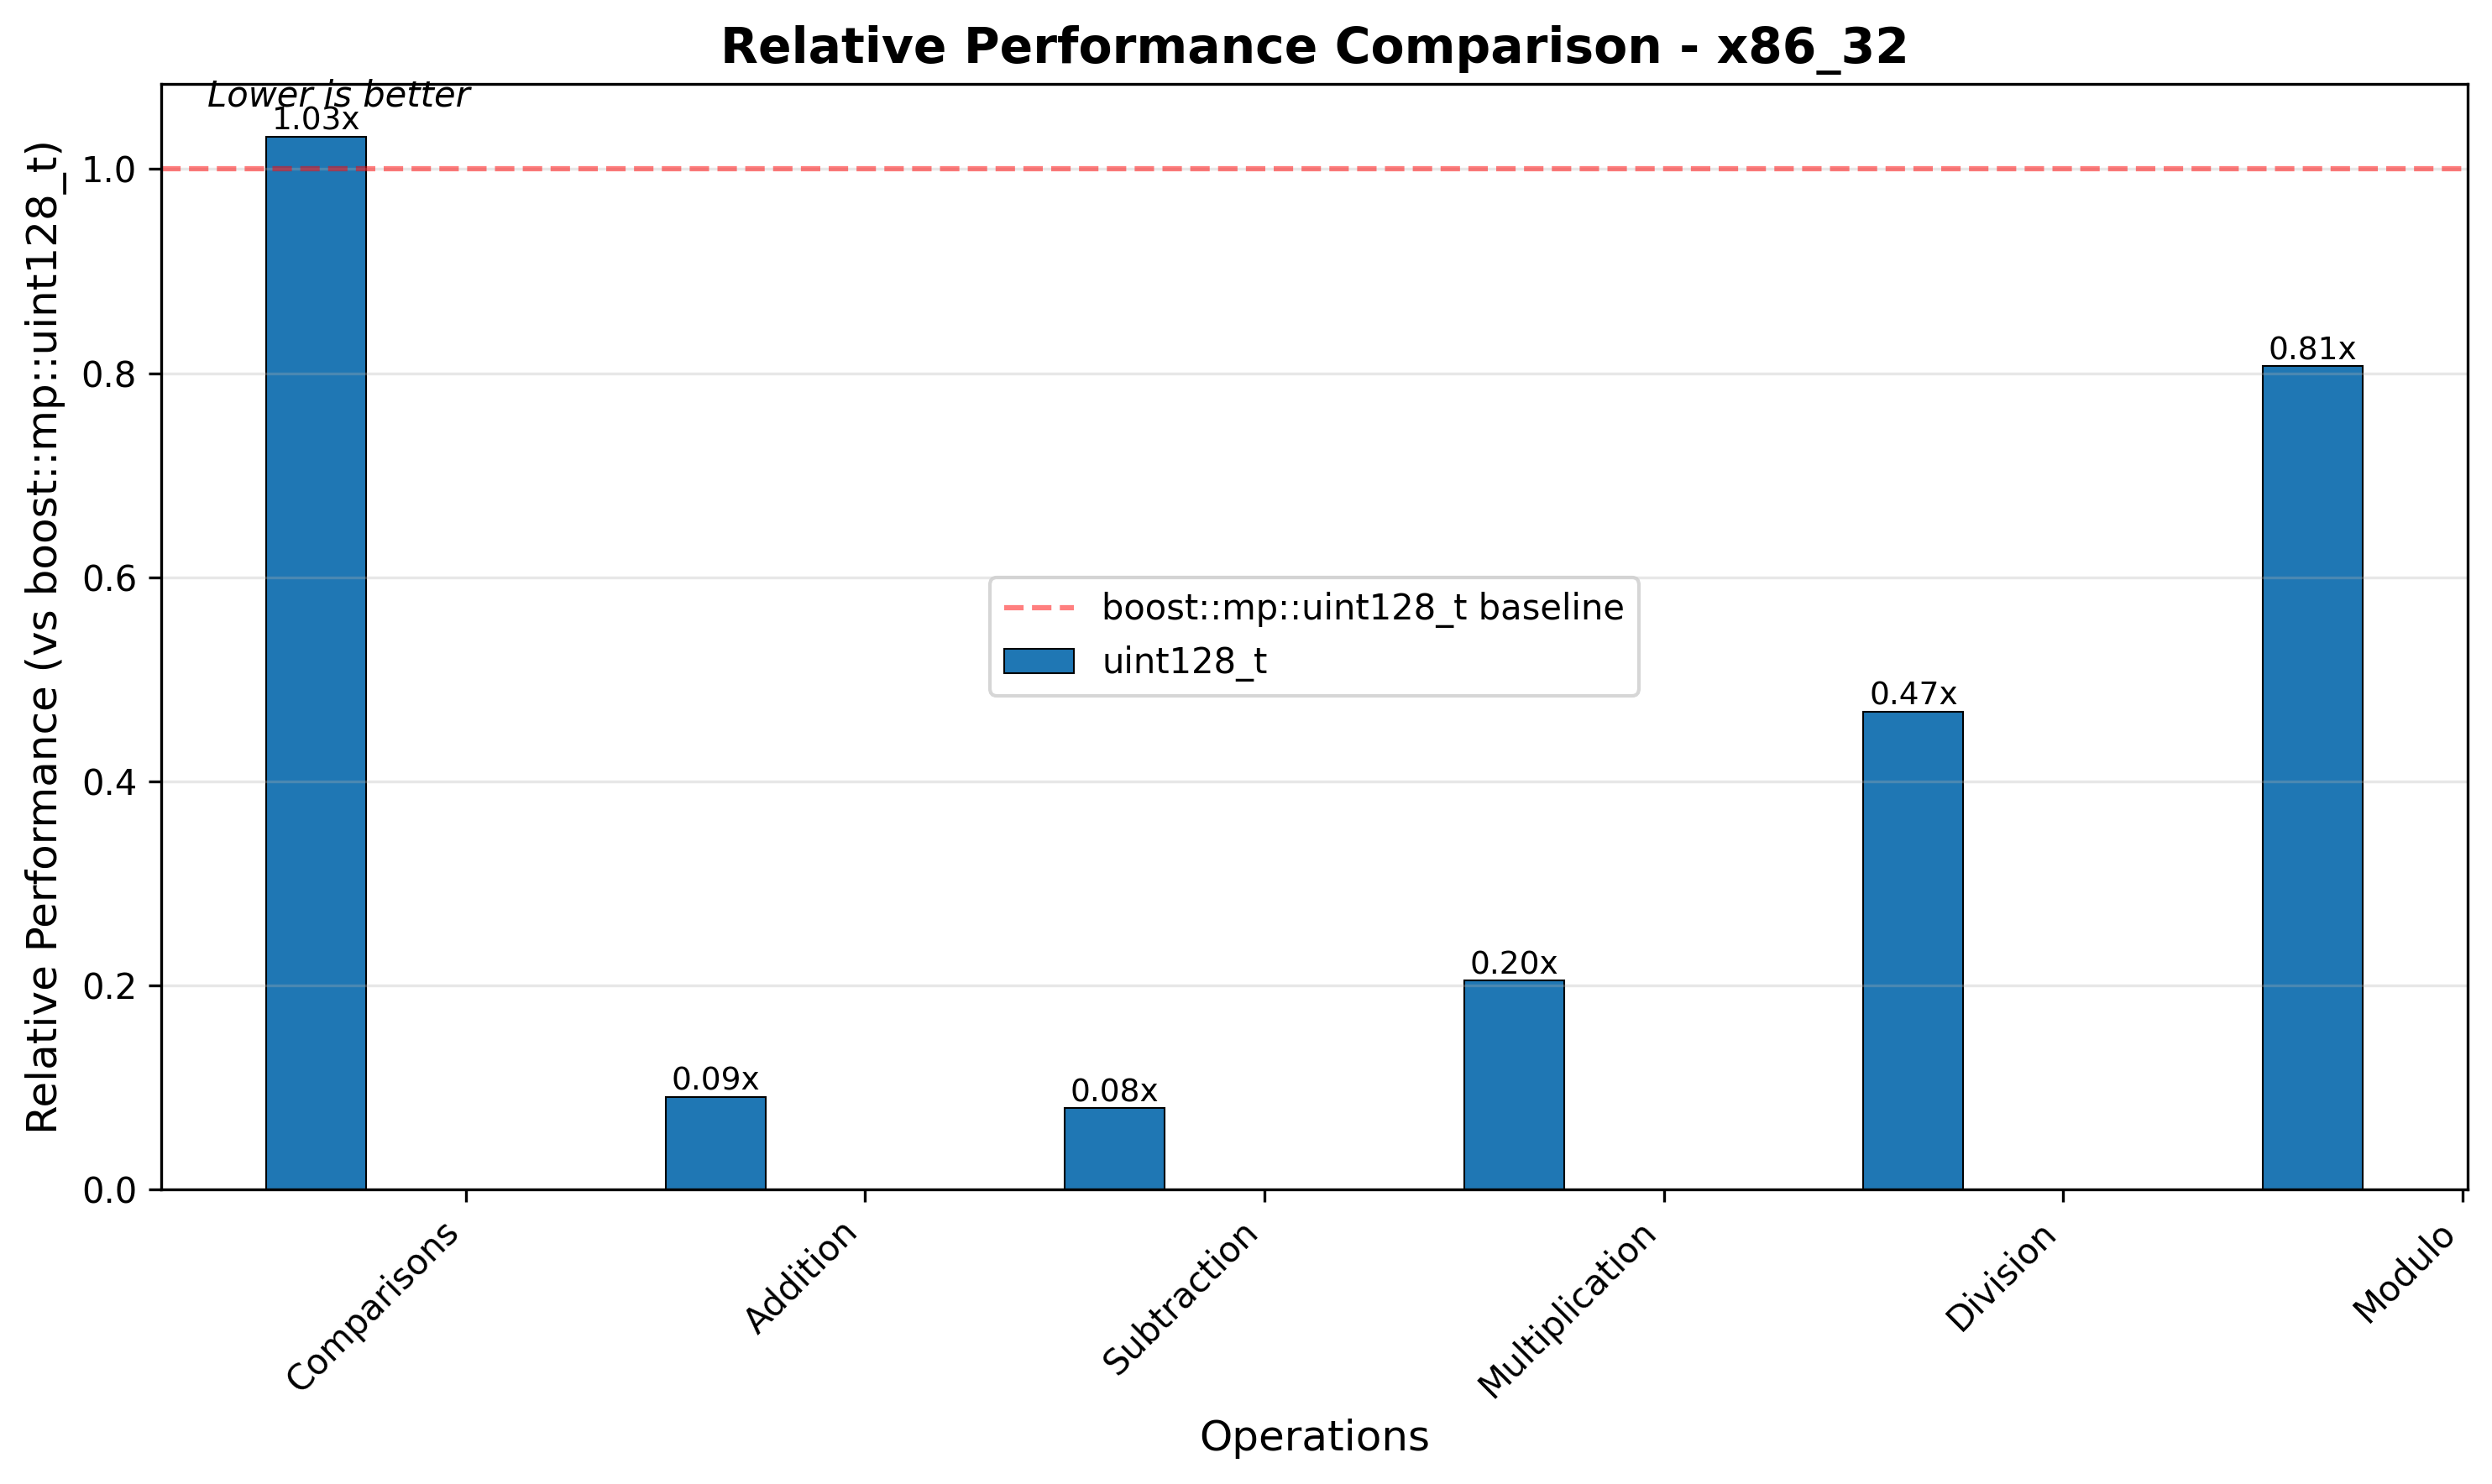 Relative Performance Comparison - x86_32
Lower is better
1.03x
0.09x
0.08x
0.20x
0.47x
0.81x
Relative Performance (vs boost::mp::uint128_t)
1.0
0.8
0.6
0.4
0.2
0.0
boost::mp::uint128_t baseline
uint128_t
Comparisons
Addition
Subtraction
Multiplication
Division
Modulo
Operations